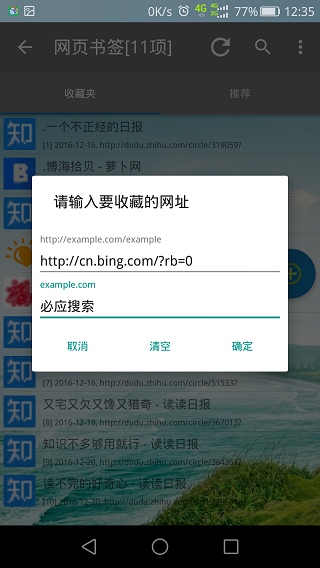 0K/s 4G 4G 2G 77% 12:35
网页书签[11项]
收藏夹 推荐
.一个不正经的日报
[1] 2016-12-16, http://dudu.zhihu.com/circle/319059?
.博海拾贝 - 萝卜网
请输入要收藏的网址
http://example.com/example
http://cn.bing.com/?rb=0
example.com
必应搜索
取消 清空 确定
[7] 2016-12-16, http://dudu.zhihu.com/circle/51533?
又宅又欠又馋又猎奇 - 读读日报
[8] 2016-12-19, http://dudu.zhihu.com/circle/367013?
知识不多够用就行 - 读读日报
[9] 2016-12-20, http://dudu.zhihu.com/circle/364354?
读不完的好奇心 - 读读日报
[10] 2016-12-20, http://dudu.zhihu.com/circle/